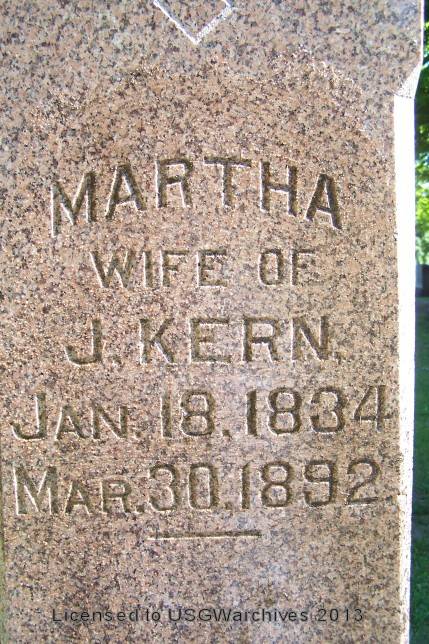 MARTHA
WIFE OF
J. KERN.
JAN. 18, 1834
MAR. 30, 1892
Licensed to USGWarchives 2013